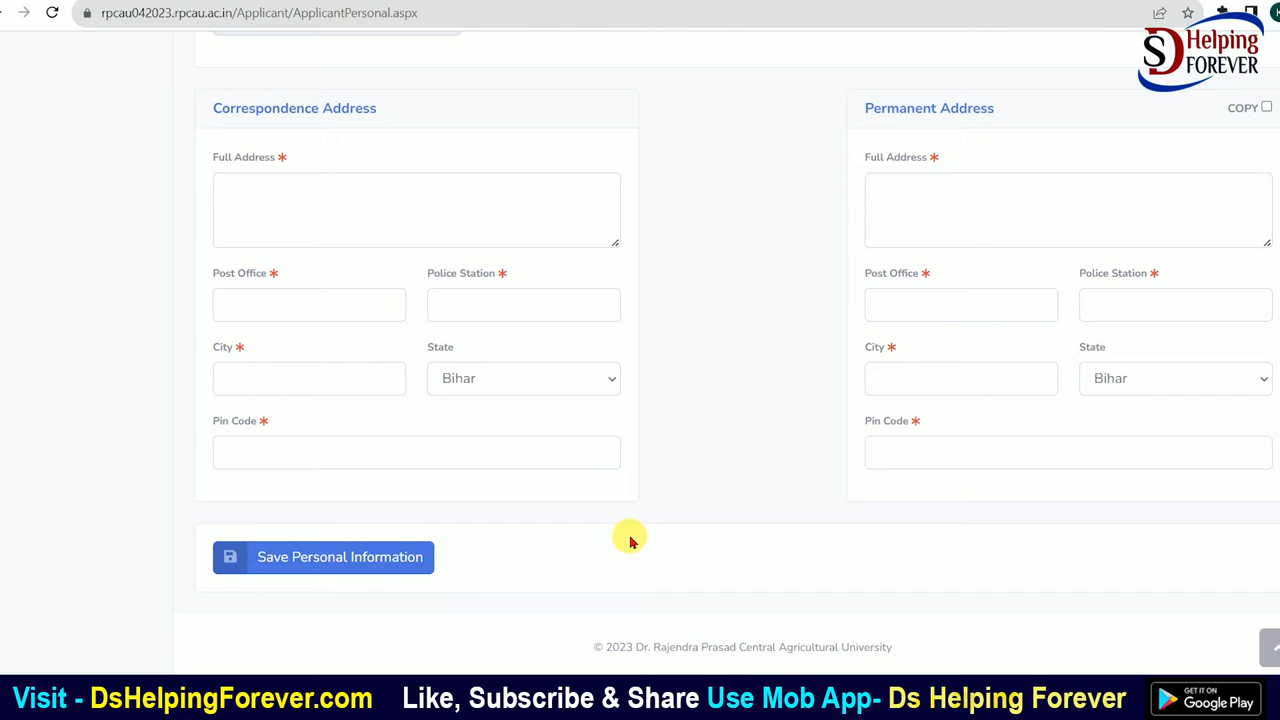 rpcau042023.rpcau.ac.in/Applicant/ApplicantPersonal.aspx
SD Helping
FOREVER
Correspondence Address
Permanent Address
COPY
Full Address *
Full Address *
Post Office *
Police Station *
Post Office *
Police Station *
City *
State
City *
State
Bihar
Bihar
Pin Code *
Pin Code *
Save Personal Information
© 2023 Dr. Rajendra Prasad Central Agricultural University
Visit - DsHelpingForever.com Like, Subscribe & Share Use Mob App- Ds Helping Forever
GET IT ON
Google Play